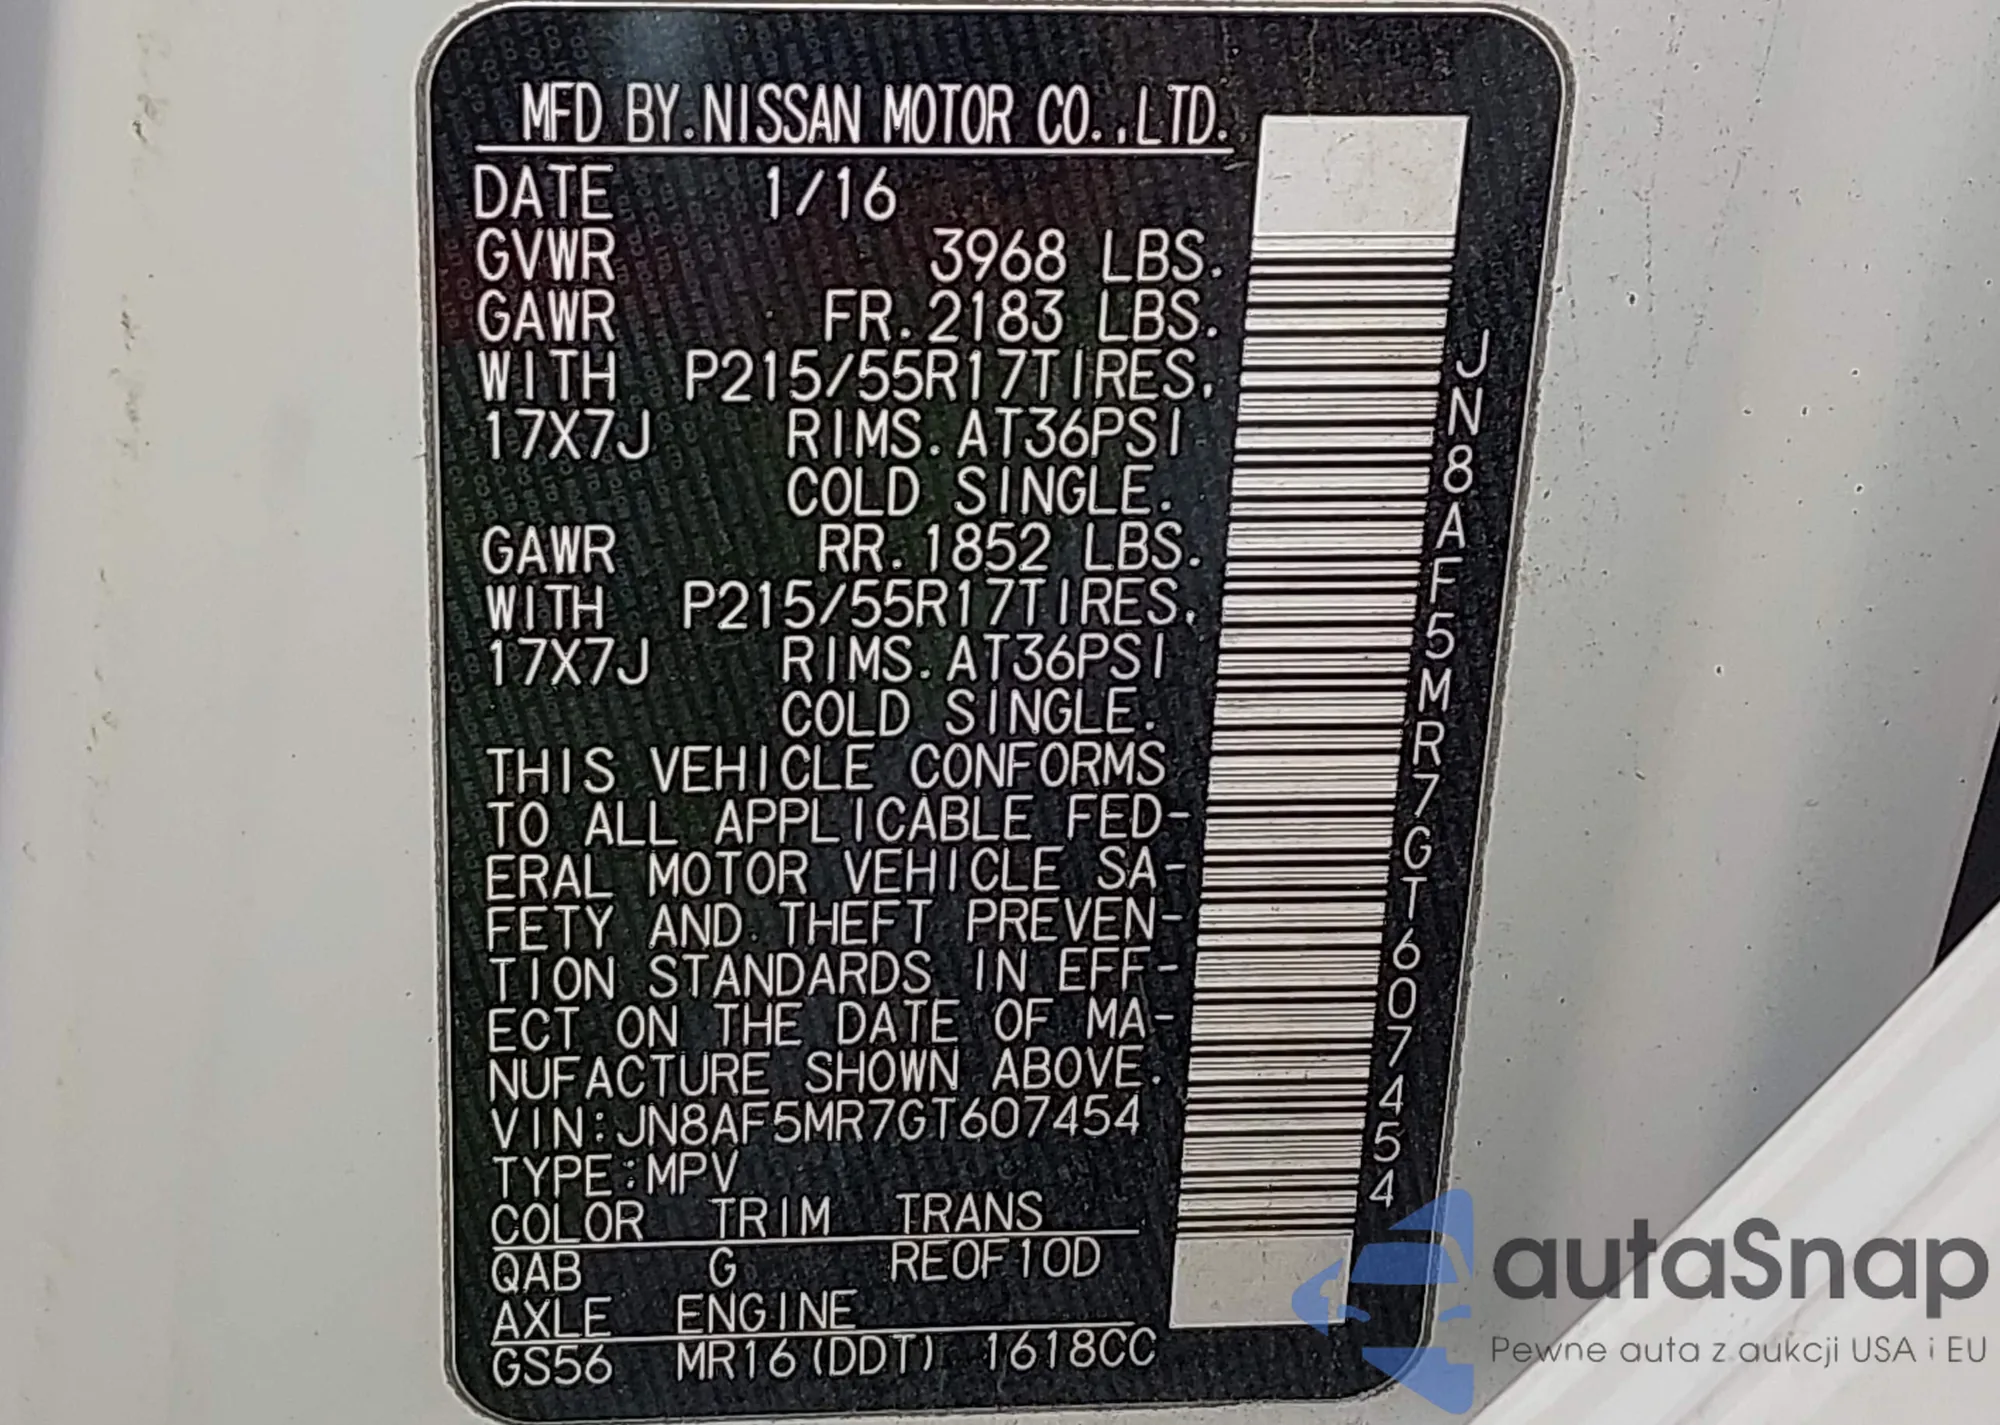 MFD BY.NISSAN MOTOR CO.,LTD.
DATE 1/16
GVWR 3968 LBS.
GAWR FR.2183 LBS.
WITH P215/55R17TIRES,
17X7J RIMS.AT36PSI
COLD SINGLE.
GAWR RR.1852 LBS.
WITH P215/55R17TIRES,
17X7J RIMS.AT36PSI
COLD SINGLE.
THIS VEHICLE CONFORMS
TO ALL APPLICABLE FED-
ERAL MOTOR VEHICLE SA-
FETY AND THEFT PREVEN-
TION STANDARDS IN EFF-
ECT ON THE DATE OF MA-
NUFACTURE SHOWN ABOVE.
VIN:JN8AF5MR7GT607454
TYPE:MPV
COLOR TRIM TRANS
QAB G RE0F10D
AXLE ENGINE
GS56 MR16(DDT) 1618CC
JN8AF5MR7GT607454
autaSnap
Pewne auta z aukcji USA i EU